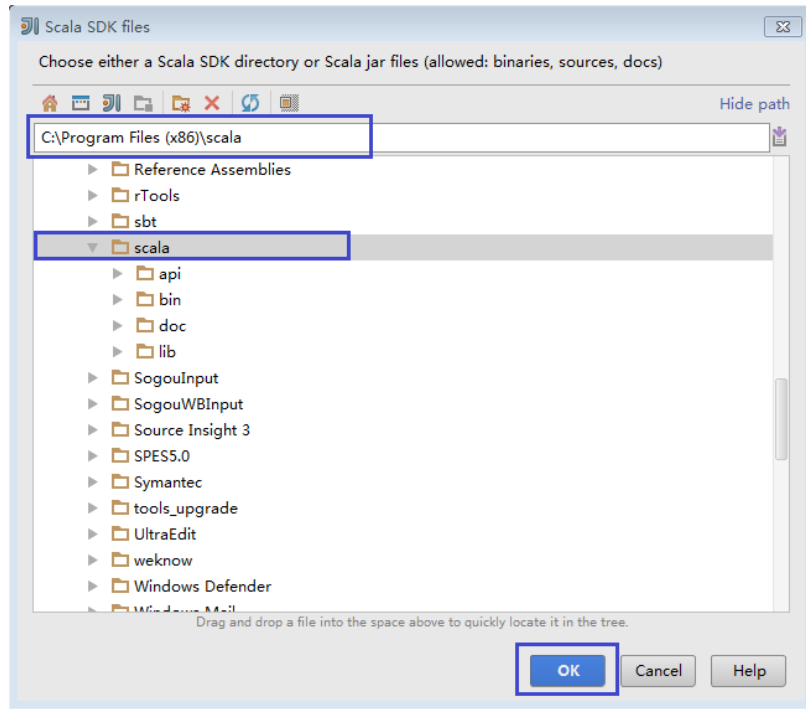 Scala SDK files
Choose either a Scala SDK directory or Scala jar files (allowed: binaries, sources, docs)
Hide path
C:\Program Files (x86)\scala
Reference Assemblies
rTools
sbt
scala
api
bin
doc
lib
SogouInput
SogouWBInput
Source Insight 3
SPES5.0
Symantec
tools_upgrade
UltraEdit
weknow
Windows Defender
Windows Mail
Drag and drop a file into the space above to quickly locate it in the tree.
OK Cancel Help